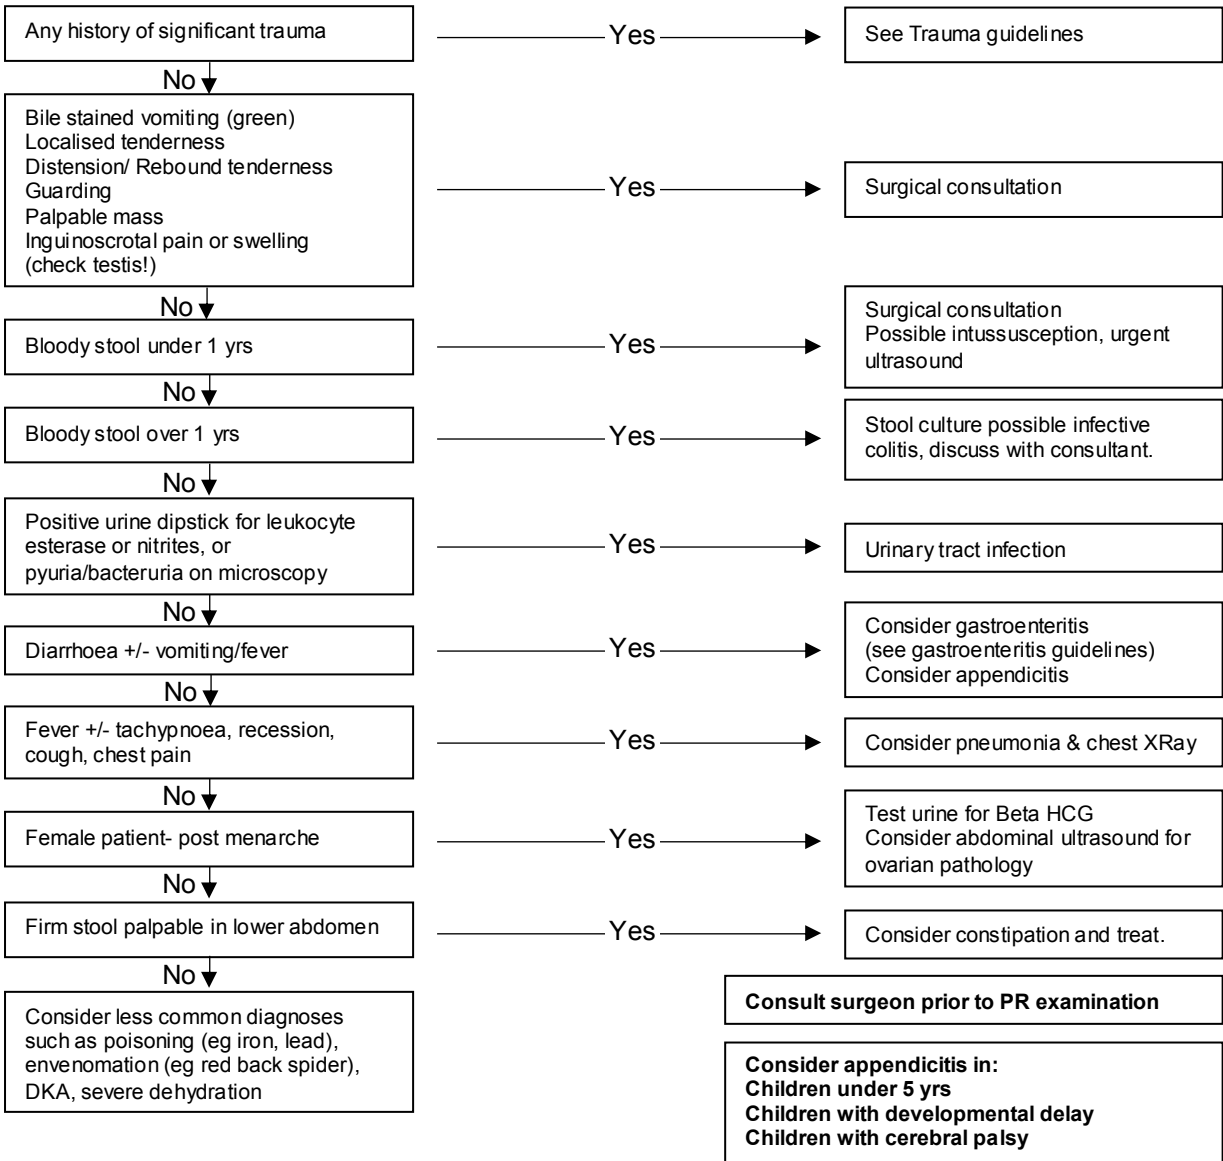 Any history of significant trauma
Yes
See Trauma guidelines
No
Bile stained vomiting (green)
Localised tenderness
Distension/ Rebound tenderness
Guarding
Palpable mass
Inguinoscrotal pain or swelling
(check testis!)
Yes
Surgical consultation
No
Bloody stool under 1 yrs
Yes
Surgical consultation
Possible intussusception, urgent
ultrasound
No
Bloody stool over 1 yrs
Yes
Stool culture possible infective
colitis, discuss with consultant.
No
Positive urine dipstick for leukocyte
esterase or nitrites, or
pyuria/bacteruria on microscopy
Yes
Urinary tract infection
No
Diarrhoea +/- vomiting/fever
Yes
Consider gastroenteritis
(see gastroenteritis guidelines)
Consider appendicitis
No
Fever +/- tachypnoea, recession,
cough, chest pain
Yes
Consider pneumonia & chest XRay
No
Female patient- post menarche
Yes
Test urine for Beta HCG
Consider abdominal ultrasound for
ovarian pathology
No
Firm stool palpable in lower abdomen
Yes
Consider constipation and treat.
No
Consider less common diagnoses
such as poisoning (eg iron, lead),
envenomation (eg red back spider),
DKA, severe dehydration
Consult surgeon prior to PR examination
Consider appendicitis in:
Children under 5 yrs
Children with developmental delay
Children with cerebral palsy